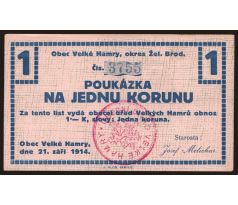 Obec Velké Hamry, okres Žel. Brod.
1 1
Čís. 3755
POUKÁZKA
NA JEDNU KORUNU
Za tento list vydá obecní úřad Velkých Hamrů obnos
1·— K, slovy: Jedna koruna.
Obec Velké Hamry,
dne 21. září 1914.
Starosta:
Josef Melichar